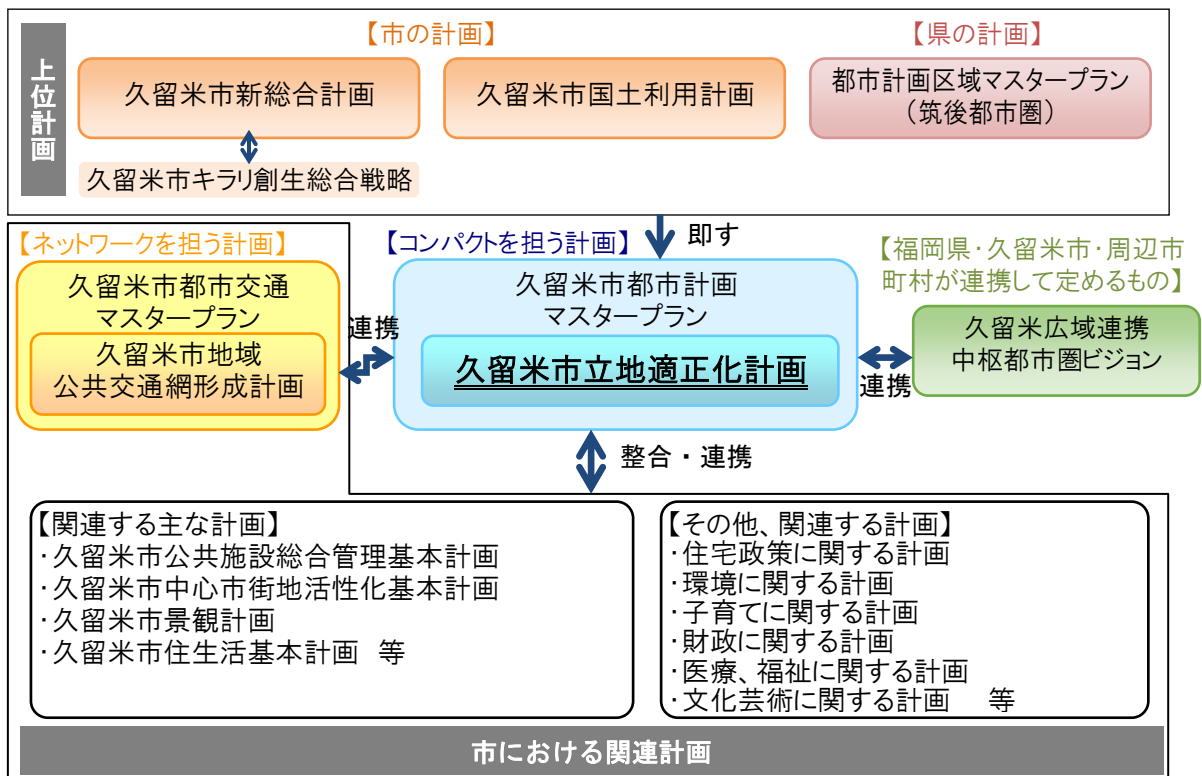 上位計画
【市の計画】
【県の計画】
久留米市新総合計画
久留米市国土利用計画
都市計画区域マスタープラン
（筑後都市圏）
久留米市キラリ創生総合戦略
即す
【ネットワークを担う計画】
久留米市都市交通
マスタープラン
久留米市地域
公共交通網形成計画
連携
【コンパクトを担う計画】
久留米市都市計画
マスタープラン
久留米市立地適正化計画
連携
【福岡県・久留米市・周辺市
町村が連携して定めるもの】
久留米広域連携
中枢都市圏ビジョン
整合・連携
【関連する主な計画】
・久留米市公共施設総合管理基本計画
・久留米市中心市街地活性化基本計画
・久留米市景観計画
・久留米市住生活基本計画　等
【その他、関連する計画】
・住宅政策に関する計画
・環境に関する計画
・子育てに関する計画
・財政に関する計画
・医療、福祉に関する計画
・文化芸術に関する計画　　等
市における関連計画